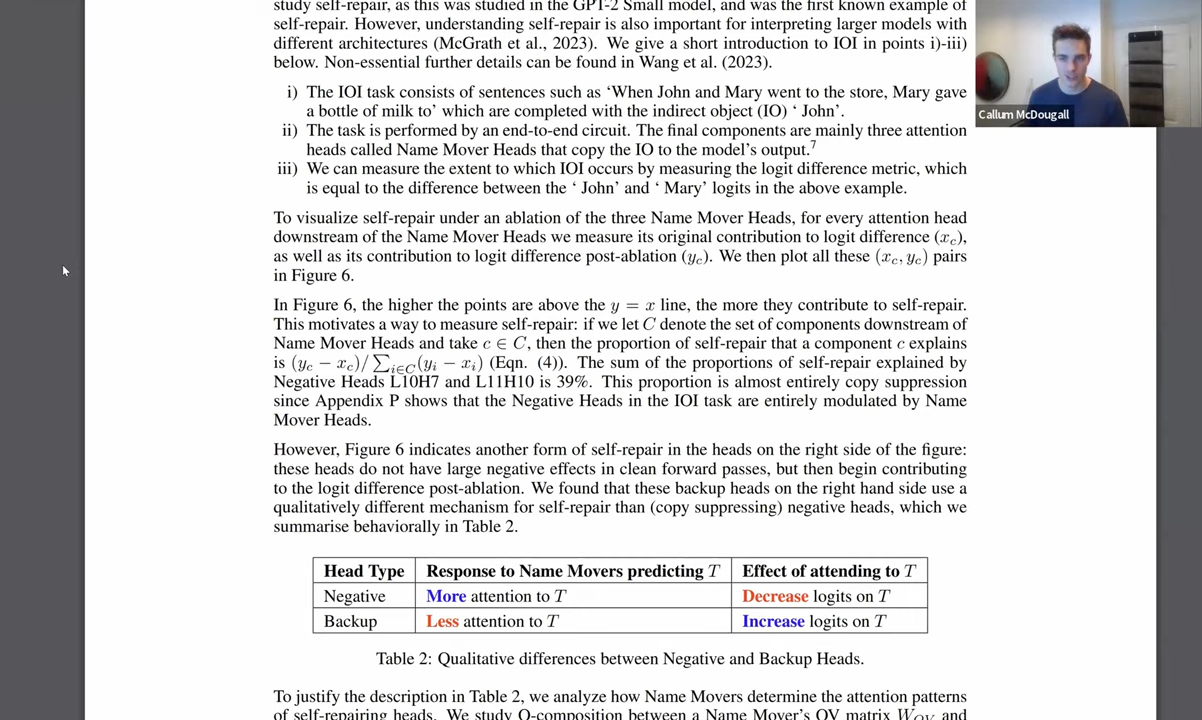 study self-repair, as this was studied in the GPT-2 Small model, and was the first known example of
self-repair. However, understanding self-repair is also important for interpreting larger models with
different architectures (McGrath et al., 2023). We give a short introduction to IOI in points i)-iii)
below. Non-essential further details can be found in Wang et al. (2023).
i) The IOI task consists of sentences such as ‘When John and Mary went to the store, Mary gave
a bottle of milk to’ which are completed with the indirect object (IO) ‘ John’.
ii) The task is performed by an end-to-end circuit. The final components are mainly three attention
heads called Name Mover Heads that copy the IO to the model’s output.⁷
iii) We can measure the extent to which IOI occurs by measuring the logit difference metric, which
is equal to the difference between the ‘ John’ and ‘ Mary’ logits in the above example.
To visualize self-repair under an ablation of the three Name Mover Heads, for every attention head
downstream of the Name Mover Heads we measure its original contribution to logit difference (x_c),
as well as its contribution to logit difference post-ablation (y_c). We then plot all these (x_c, y_c) pairs
in Figure 6.
In Figure 6, the higher the points are above the y = x line, the more they contribute to self-repair.
This motivates a way to measure self-repair: if we let C denote the set of components downstream of
Name Mover Heads and take c ∈ C, then the proportion of self-repair that a component c explains
is (y_c − x_c)/ ∑_{i∈C}(y_i − x_i) (Eqn. (4)). The sum of the proportions of self-repair explained by
Negative Heads L10H7 and L11H10 is 39%. This proportion is almost entirely copy suppression
since Appendix P shows that the Negative Heads in the IOI task are entirely modulated by Name
Mover Heads.
However, Figure 6 indicates another form of self-repair in the heads on the right side of the figure:
these heads do not have large negative effects in clean forward passes, but then begin contributing
to the logit difference post-ablation. We found that these backup heads on the right hand side use a
qualitatively different mechanism for self-repair than (copy suppressing) negative heads, which we
summarise behaviorally in Table 2.
Head Type Response to Name Movers predicting T Effect of attending to T
Negative More attention to T Decrease logits on T
Backup Less attention to T Increase logits on T
Table 2: Qualitative differences between Negative and Backup Heads.
To justify the description in Table 2, we analyze how Name Movers determine the attention patterns
of self-repairing heads. We study Q-composition between a Name Mover’s OV matrix W_OV and
Callum McDougall